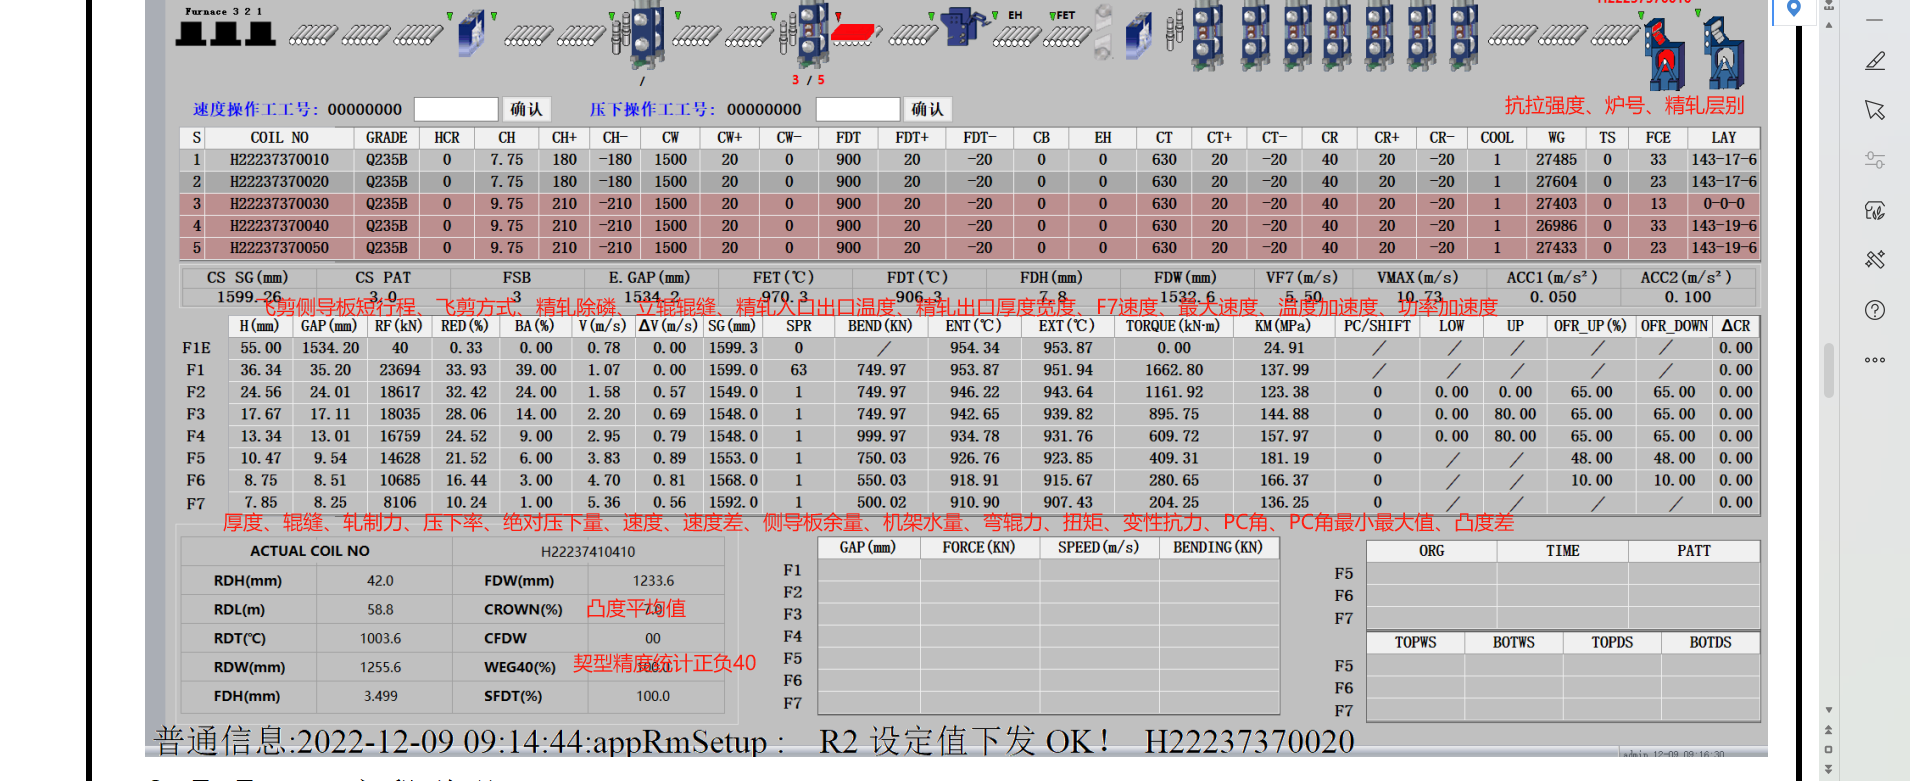 Furnace 3 2 1
EH FET
/
3 / 5
速度操作工工号: 00000000 确认 压下操作工工号: 00000000 确认
抗拉强度、炉号、精轧层别
S COIL NO GRADE HCR CH CH+ CH- CW CW+ CW- FDT FDT+ FDT- CB EH CT CT+ CT- CR CR+ CR- COOL WG TS FCE LAY
1 H22237370010 Q235B 0 7.75 180 -180 1500 20 0 900 20 -20 0 0 630 20 -20 40 20 -20 1 27485 0 33 143-17-6
2 H22237370020 Q235B 0 7.75 180 -180 1500 20 0 900 20 -20 0 0 630 20 -20 40 20 -20 1 27604 0 23 143-17-6
3 H22237370030 Q235B 0 9.75 210 -210 1500 20 0 900 20 -20 0 0 630 20 -20 40 20 -20 1 27403 0 13 0-0-0
4 H22237370040 Q235B 0 9.75 210 -210 1500 20 0 900 20 -20 0 0 630 20 -20 40 20 -20 1 26986 0 33 143-19-6
5 H22237370050 Q235B 0 9.75 210 -210 1500 20 0 900 20 -20 0 0 630 20 -20 40 20 -20 1 27433 0 23 143-19-6
CS SG(mm) CS PAT FSB E.GAP(mm) FET(℃) FDT(℃) FDH(mm) FDW(mm) VF7(m/s) VMAX(m/s) ACC1(m/s²) ACC2(m/s²)
1599.26 3.0 3 1534.2 970.3 906.3 7.8 1532.6 5.50 10.73 0.050 0.100
飞剪侧导板短行程、飞剪方式、精轧除磷、立辊辊缝、精轧入口出口温度、精轧出口厚度宽度、F7速度、最大速度、温度加速度、功率加速度
H(mm) GAP(mm) RF(kN) RED(%) BA(%) V(m/s) ΔV(m/s) SG(mm) SPR BEND(KN) ENT(℃) EXT(℃) TORQUE(kN·m) KM(MPa) PC/SHIFT LOW UP OFR_UP(%) OFR_DOWN ΔCR
F1E 55.00 1534.20 40 0.33 0.00 0.78 0.00 1599.3 0 / 954.34 953.87 0.00 24.91 / / / / / 0.00
F1 36.34 35.20 23694 33.93 39.00 1.07 0.00 1599.0 63 749.97 953.87 951.94 1662.80 137.99 / / / / / 0.00
F2 24.56 24.01 18617 32.42 24.00 1.58 0.57 1549.0 1 749.97 946.22 943.64 1161.92 123.38 0 0.00 0.00 65.00 65.00 0.00
F3 17.67 17.11 18035 28.06 14.00 2.20 0.69 1548.0 1 749.97 942.65 939.82 895.75 144.88 0 0.00 80.00 65.00 65.00 0.00
F4 13.34 13.01 16759 24.52 9.00 2.95 0.79 1548.0 1 999.97 934.78 931.76 609.72 157.97 0 0.00 80.00 65.00 65.00 0.00
F5 10.47 9.54 14628 21.52 6.00 3.83 0.89 1553.0 1 750.03 926.76 923.85 409.31 181.19 0 / / 48.00 48.00 0.00
F6 8.75 8.51 10685 16.44 3.00 4.70 0.81 1568.0 1 550.03 918.91 915.67 280.65 166.37 0 / / 10.00 10.00 0.00
F7 7.85 8.25 8106 10.24 1.00 5.36 0.56 1592.0 1 500.02 910.90 907.43 204.25 136.25 0 / / / / 0.00
厚度、辊缝、轧制力、压下率、绝对压下量、速度、速度差、侧导板余量、机架水量、弯辊力、扭矩、变性抗力、PC角、PC角最小最大值、凸度差
ACTUAL COIL NO H22237410410
RDH(mm) 42.0 FDW(mm) 1233.6
RDL(m) 58.8 CROWN(%) 凸度平均值
RDT(℃) 1003.6 CFDW 00
RDW(mm) 1255.6 WEG40(%) 契型精度统计正负40
FDH(mm) 3.499 SFDT(%) 100.0
GAP(mm) FORCE(KN) SPEED(m/s) BENDING(KN)
F1
F2
F3
F4
F5
F6
F7
ORG TIME PATT
F5
F6
F7
TOPWS BOTWS TOPDS BOTDS
F5
F6
F7
普通信息:2022-12-09 09:14:44:appRmSetup : R2 设定值下发 OK! H22237370020